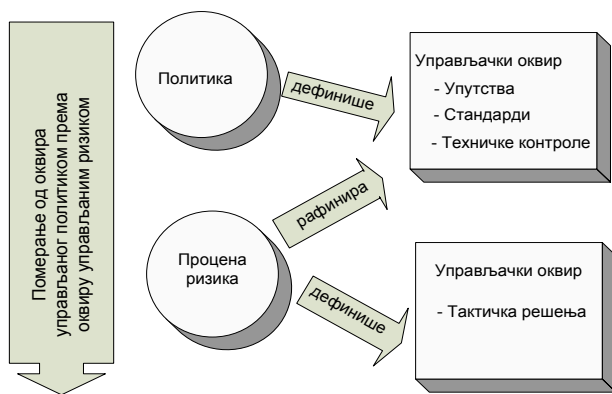 Померање од оквира
управљаног политиком према
оквиру управљаним ризиком
Политика
дефинише
Управљачки оквир
- Упутства
- Стандарди
- Техничке контроле
рафинира
Процена
ризика
дефинише
Управљачки оквир
- Тактичка решења